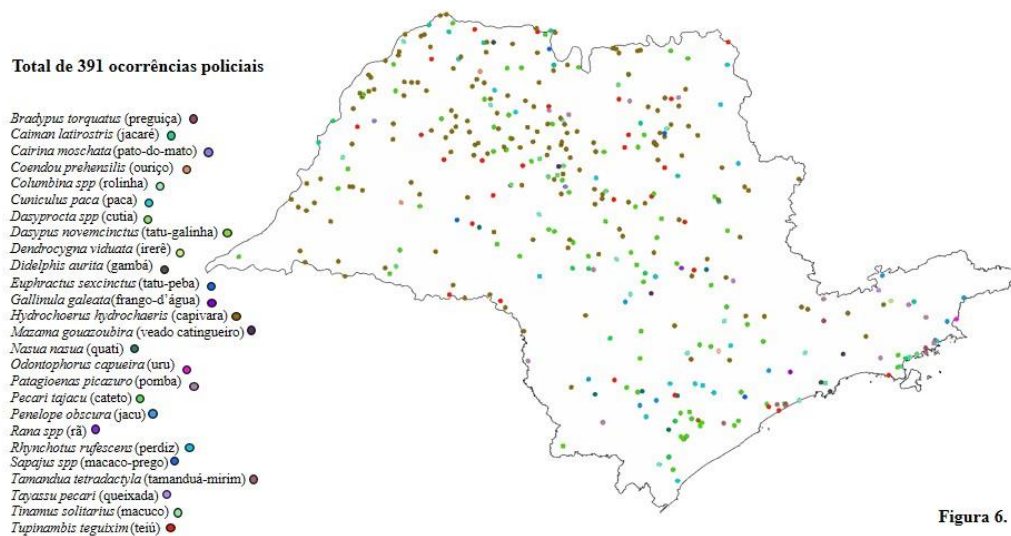 Total de 391 ocorrências policiais
Bradypus torquatus (preguiça)
Caiman latirostris (jacaré)
Cairina moschata (pato-do-mato)
Coendou prehensilis (ouriço)
Columbina spp (rolinha)
Cuniculus paca (paca)
Dasyprocta spp (cutia)
Dasypus novemcinctus (tatu-galinha)
Dendrocygna viduata (irerê)
Didelphis aurita (gambá)
Euphractus sexcinctus (tatu-peba)
Gallinula galeata(frango-d'água)
Hydrochoerus hydrochaeris (capivara)
Mazama gouazoubira (veado catingueiro)
Nasua nasua (quati)
Odontophorus capueira (uru)
Patagioenas picazuro (pomba)
Pecari tajacu (cateto)
Penelope obscura (jacu)
Rana spp (rã)
Rhynchotus rufescens (perdiz)
Sapajus spp (macaco-prego)
Tamandua tetradactyla (tamanduá-mirim)
Tayassu pecari (queixada)
Tinamus solitarius (macuco)
Tupinambis teguixim (teiú)
Figura 6.